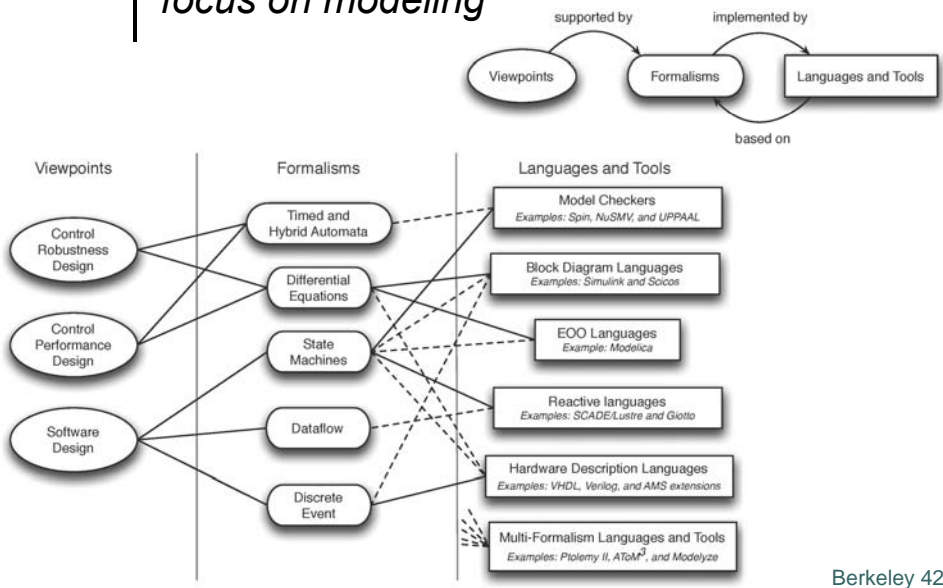 focus on modeling
supported by
implemented by
Viewpoints
Formalisms
Languages and Tools
based on
Viewpoints
Formalisms
Languages and Tools
Control
Robustness
Design
Control
Performance
Design
Software
Design
Timed and
Hybrid Automata
Differential
Equations
State
Machines
Dataflow
Discrete
Event
Model Checkers
Examples: Spin, NuSMV, and UPPAAL
Block Diagram Languages
Examples: Simulink and Scicos
EOO Languages
Example: Modelica
Reactive languages
Examples: SCADE/Lustre and Giotto
Hardware Description Languages
Examples: VHDL, Verilog, and AMS extensions
Multi-Formalism Languages and Tools
Examples: Ptolemy II, AToM³, and Modelyze
Berkeley 42